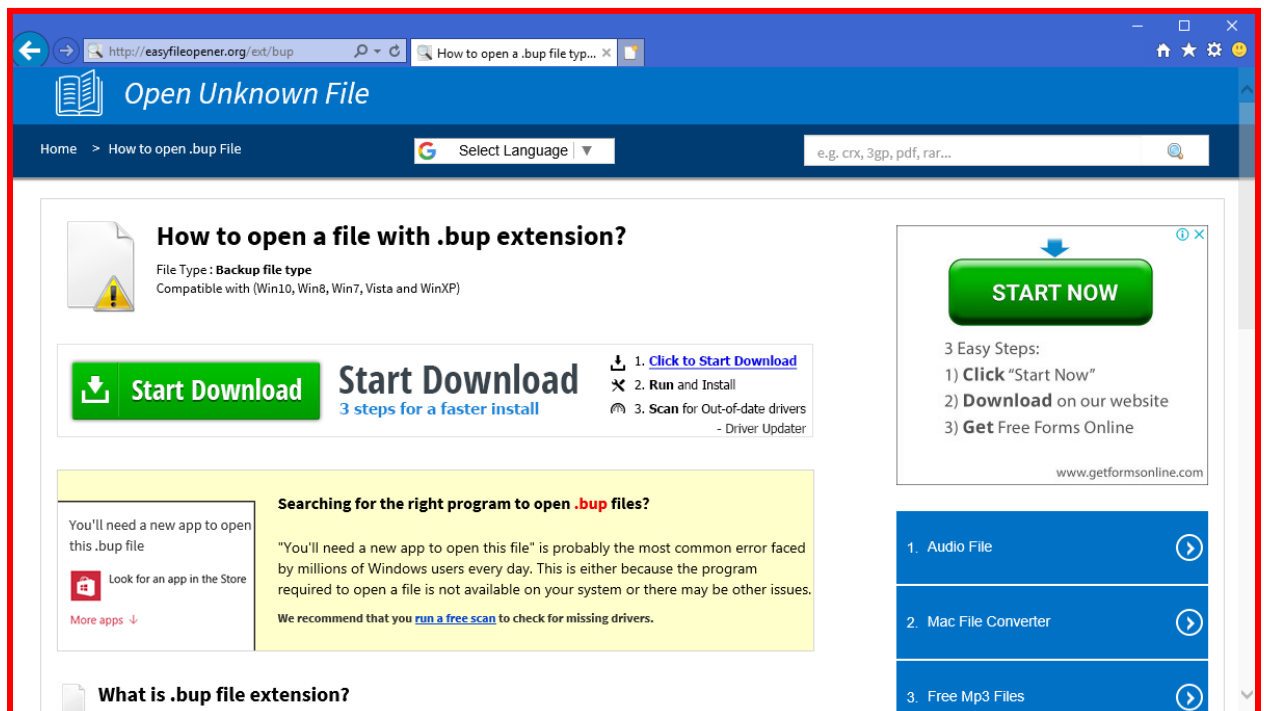 http://easyfileopener.org/ext/bup
How to open a .bup file typ...
Open Unknown File
Home > How to open .bup File
Select Language ▼
e.g. crx, 3gp, pdf, rar...
How to open a file with .bup extension?
File Type : Backup file type
Compatible with (Win10, Win8, Win7, Vista and WinXP)
Start Download
Start Download
3 steps for a faster install
1. Click to Start Download
2. Run and Install
3. Scan for Out-of-date drivers
- Driver Updater
You'll need a new app to open
this .bup file
Look for an app in the Store
More apps ↓
Searching for the right program to open .bup files?
"You'll need a new app to open this file" is probably the most common error faced
by millions of Windows users every day. This is either because the program
required to open a file is not available on your system or there may be other issues.
We recommend that you run a free scan to check for missing drivers.
What is .bup file extension?
START NOW
3 Easy Steps:
1) Click “Start Now”
2) Download on our website
3) Get Free Forms Online
www.getformsonline.com
1. Audio File
2. Mac File Converter
3. Free Mp3 Files